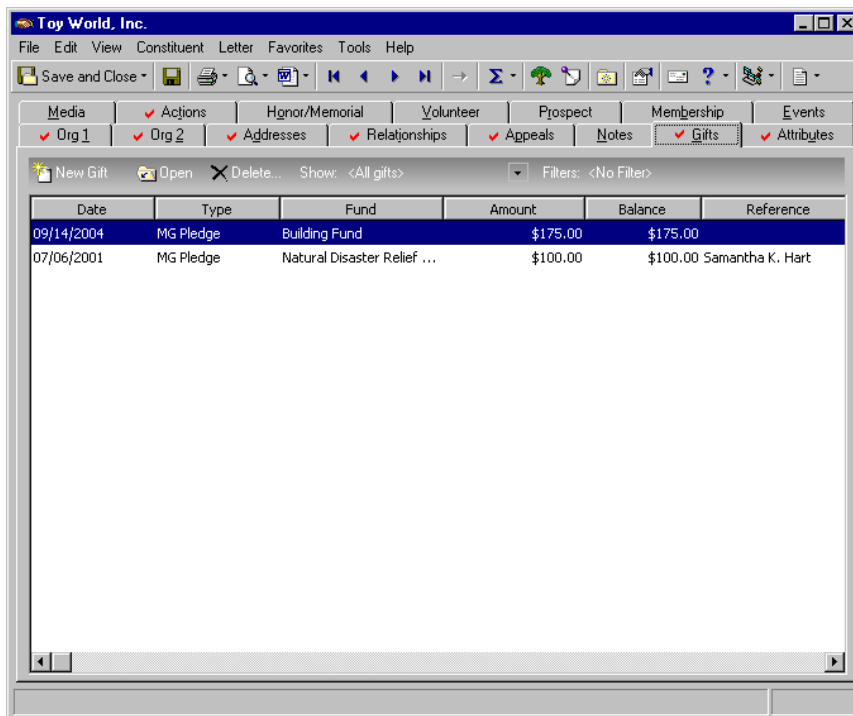 Toy World, Inc.
File Edit View Constituent Letter Favorites Tools Help
Save and Close
Media Actions Honor/Memorial Volunteer Prospect Membership Events
Org 1 Org 2 Addresses Relationships Appeals Notes Gifts Attributes
New Gift Open Delete... Show: <All gifts> Filters: <No Filter>
Date Type Fund Amount Balance Reference
09/14/2004 MG Pledge Building Fund $175.00 $175.00
07/06/2001 MG Pledge Natural Disaster Relief ... $100.00 $100.00 Samantha K. Hart